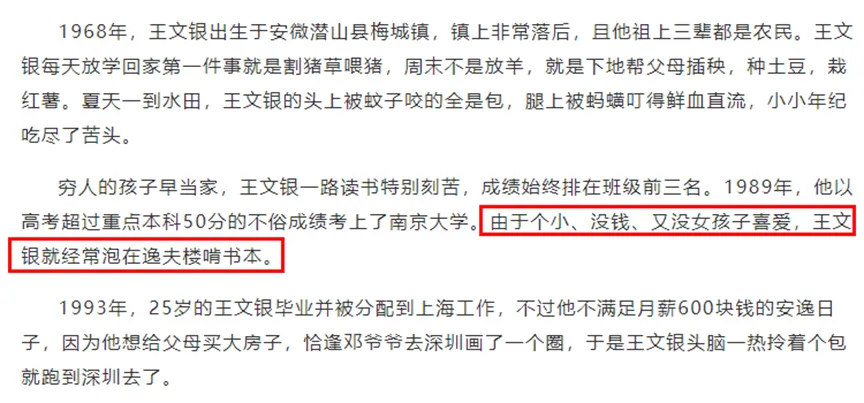 1968年，王文银出生于安微潜山县梅城镇，镇上非常落后，且他祖上三辈都是农民。王文
银每天放学回家第一件事就是割猪草喂猪，周末不是放羊，就是下地帮父母插秧，种土豆，栽
红薯。夏天一到水田，王文银的头上被蚊子咬的全是包，腿上被蚂蟥叮得鲜血直流，小小年纪
吃尽了苦头。
穷人的孩子早当家，王文银一路读书特别刻苦，成绩始终排在班级前三名。1989年，他以
高考超过重点本科50分的不俗成绩考上了南京大学。由于个小、没钱、又没女孩子喜爱，王文
银就经常泡在逸夫楼啃书本。
1993年，25岁的王文银毕业并被分配到上海工作，不过他不满足月薪600块钱的安逸日
子，因为他想给父母买大房子，恰逢邓爷爷去深圳画了一个圈，于是王文银头脑一热拎着个包
就跑到深圳去了。